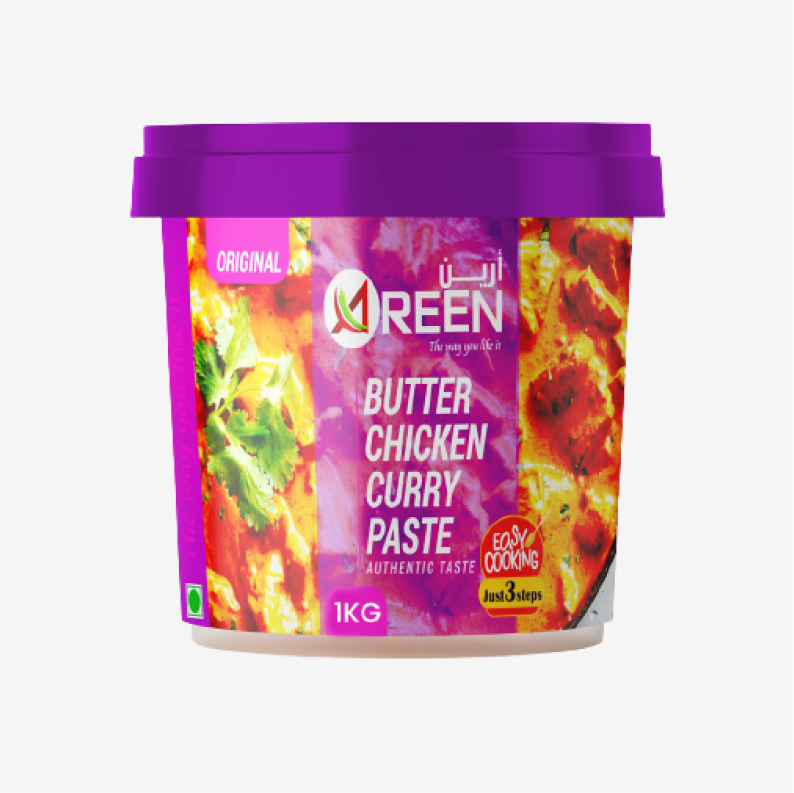 ORIGINAL
أرين
AREEN
The way you like it
BUTTER
CHICKEN
CURRY
PASTE
AUTHENTIC TASTE
EASY
COOKING
Just 3 steps
1KG